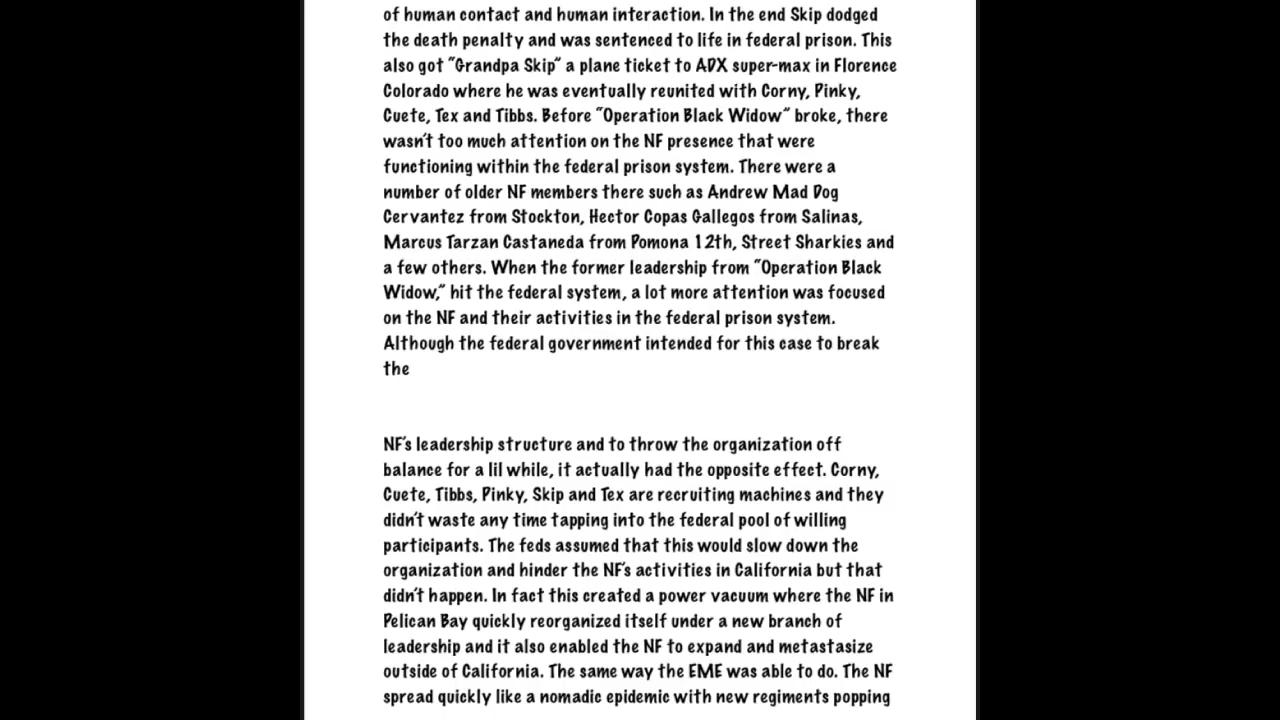 of human contact and human interaction. In the end Skip dodged
the death penalty and was sentenced to life in federal prison. This
also got "Grandpa Skip" a plane ticket to ADX super-max in Florence
Colorado where he was eventually reunited with Corny, Pinky,
Cuete, Tex and Tibbs. Before "Operation Black Widow" broke, there
wasn't too much attention on the NF presence that were
functioning within the federal prison system. There were a
number of older NF members there such as Andrew Mad Dog
Cervantez from Stockton, Hector Copas Gallegos from Salinas,
Marcus Tarzan Castaneda from Pomona 12th, Street Sharkies and
a few others. When the former leadership from "Operation Black
Widow," hit the federal system, a lot more attention was focused
on the NF and their activities in the federal prison system.
Although the federal government intended for this case to break
the
NF's leadership structure and to throw the organization off
balance for a lil while, it actually had the opposite effect. Corny,
Cuete, Tibbs, Pinky, Skip and Tex are recruiting machines and they
didn't waste any time tapping into the federal pool of willing
participants. The feds assumed that this would slow down the
organization and hinder the NF's activities in California but that
didn't happen. In fact this created a power vacuum where the NF in
Pelican Bay quickly reorganized itself under a new branch of
leadership and it also enabled the NF to expand and metastasize
outside of California. The same way the EME was able to do. The NF
spread quickly like a nomadic epidemic with new regiments popping